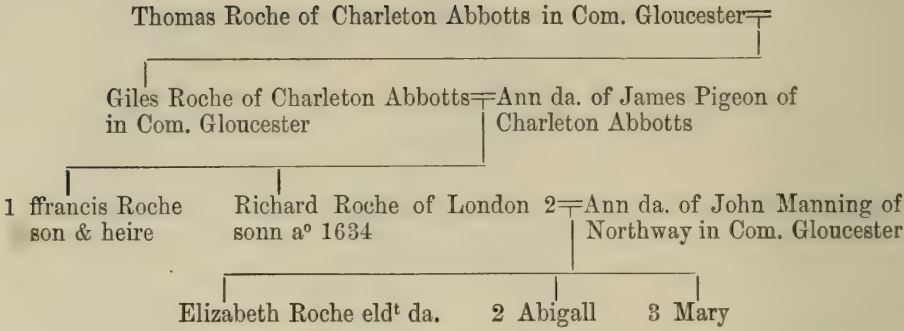 Thomas Roche of Charleton Abbotts in Com. Gloucester
Giles Roche of Charleton Abbotts Ann da. of James Pigeon of
in Com. Gloucester Charleton Abbotts
1 ffrancis Roche Richard Roche of London 2 Ann da. of John Manning of
son & heire sonn aº 1634 Northway in Com. Gloucester
Elizabeth Roche eldᵗ da. 2 Abigall 3 Mary